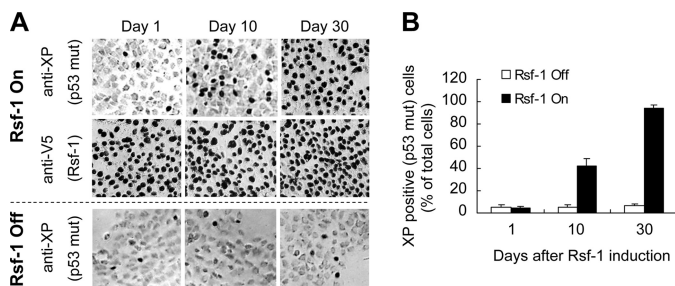 A
Day 1 Day 10 Day 30
Rsf-1 On
anti-XP
(p53 mut)
anti-V5
(Rsf-1)
Rsf-1 Off
anti-XP
(p53 mut)
B
XP positive (p53 mut) cells
(% of total cells)
120
100
80
60
40
20
0
Rsf-1 Off
Rsf-1 On
1 10 30
Days after Rsf-1 induction